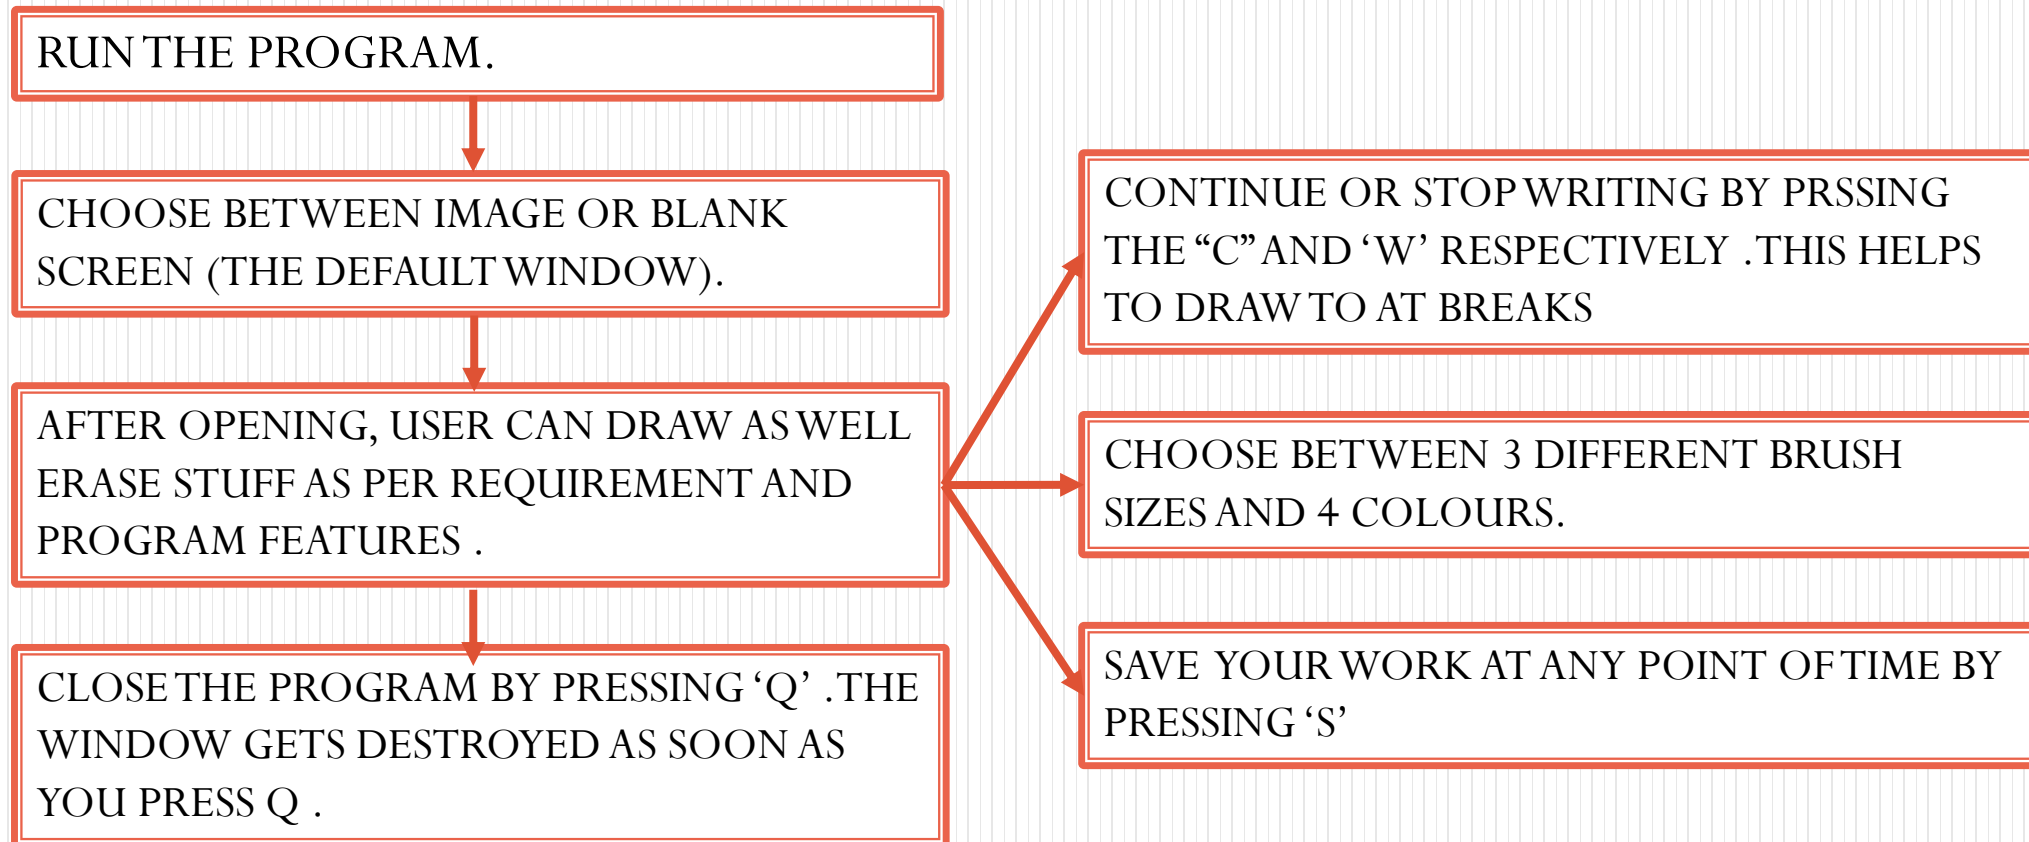 RUN THE PROGRAM.
CHOOSE BETWEEN IMAGE OR BLANK
SCREEN (THE DEFAULT WINDOW).
AFTER OPENING, USER CAN DRAW AS WELL
ERASE STUFF AS PER REQUIREMENT AND
PROGRAM FEATURES .
CLOSE THE PROGRAM BY PRESSING ‘Q’ .THE
WINDOW GETS DESTROYED AS SOON AS
YOU PRESS Q .
CONTINUE OR STOP WRITING BY PRSSING
THE “C” AND ‘W’ RESPECTIVELY .THIS HELPS
TO DRAW TO AT BREAKS
CHOOSE BETWEEN 3 DIFFERENT BRUSH
SIZES AND 4 COLOURS.
SAVE YOUR WORK AT ANY POINT OF TIME BY
PRESSING ‘S’